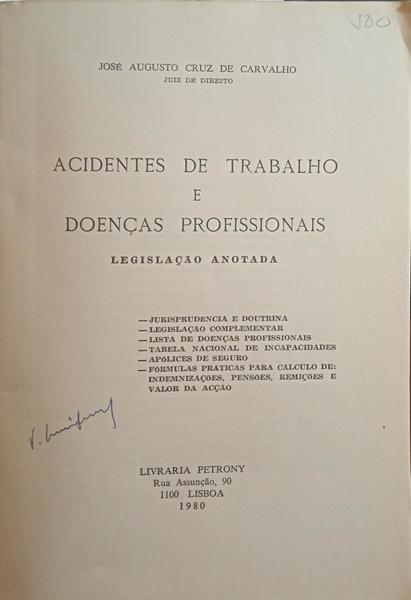 JOSÉ AUGUSTO CRUZ DE CARVALHO
JUIZ DE DIREITO
ACIDENTES DE TRABALHO
E
DOENÇAS PROFISSIONAIS
LEGISLAÇÃO ANOTADA
— JURISPRUDÊNCIA E DOUTRINA
— LEGISLAÇÃO COMPLEMENTAR
— LISTA DE DOENÇAS PROFISSIONAIS
— TABELA NACIONAL DE INCAPACIDADES
— APÓLICES DE SEGURO
— FÓRMULAS PRÁTICAS PARA CÁLCULO DE:
INDEMNIZAÇÕES, PENSÕES, REMIÇÕES E
VALOR DA ACÇÃO
LIVRARIA PETRONY
Rua Assunção, 90
1100 LISBOA
1980